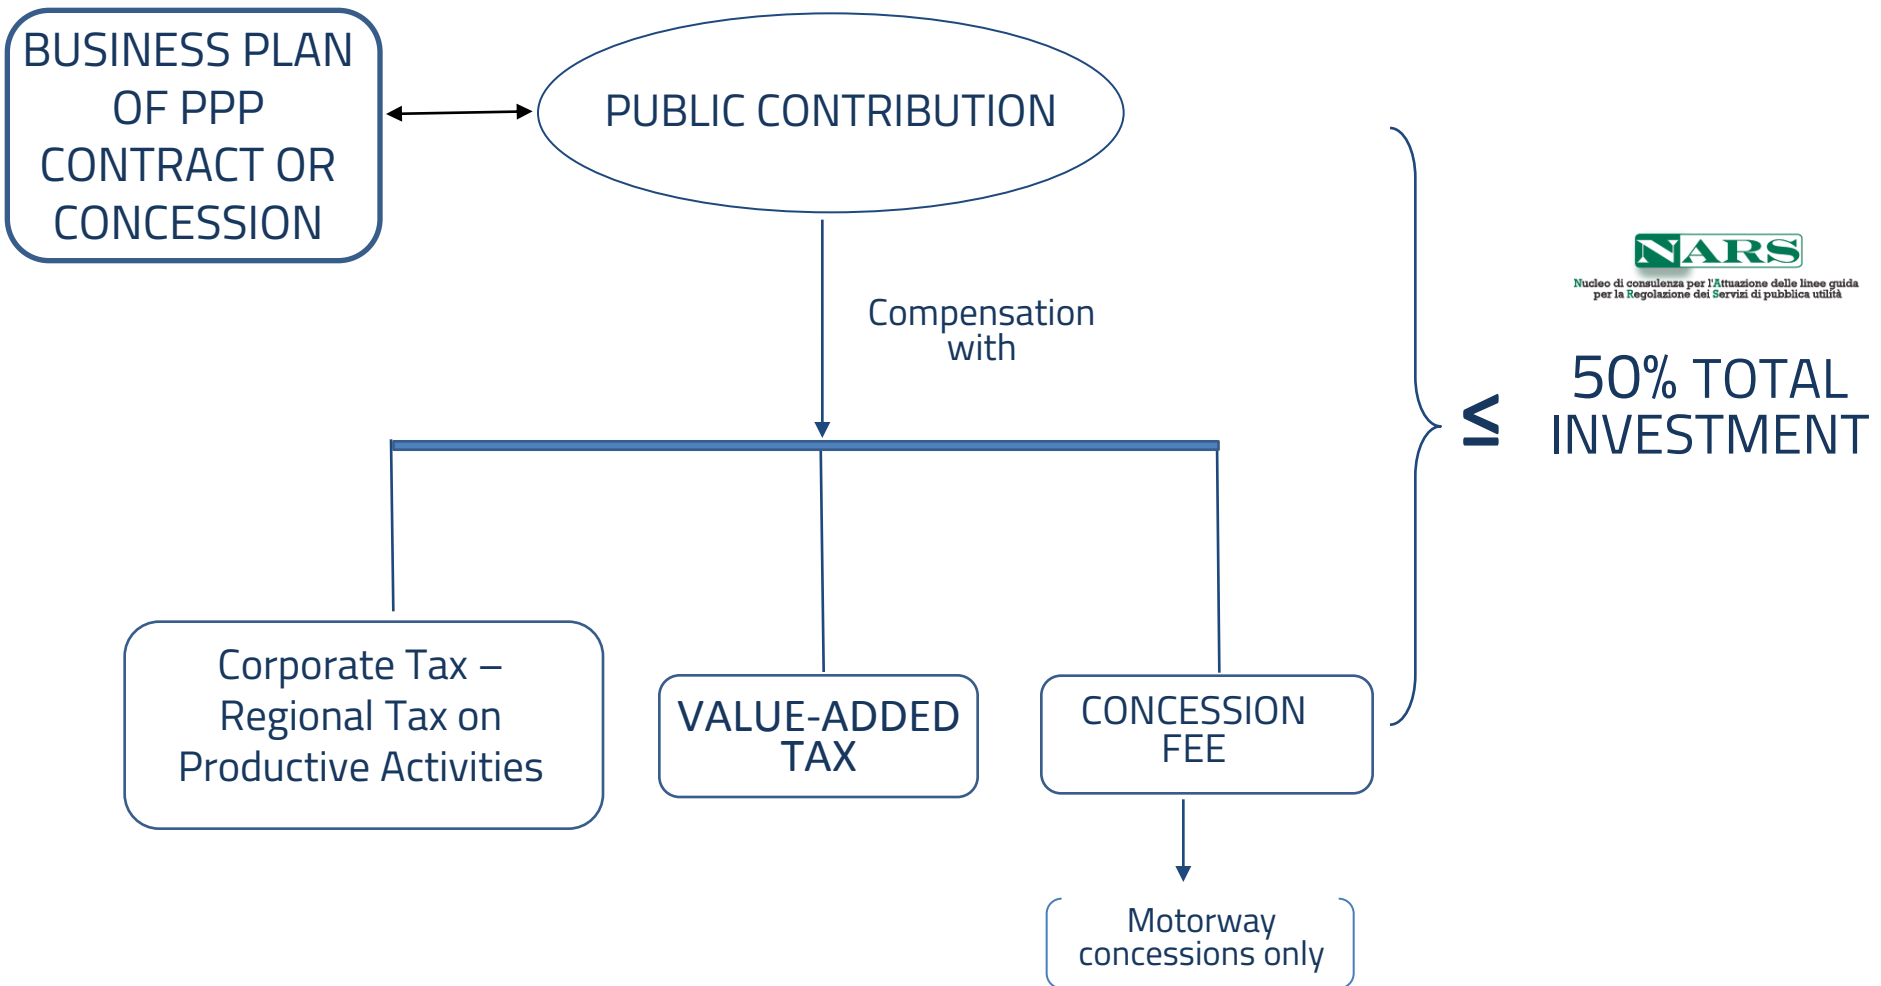 BUSINESS PLAN
OF PPP
CONTRACT OR
CONCESSION
PUBLIC CONTRIBUTION
Compensation
with
NARS
Nucleo di consulenza per l'Attuazione delle linee guida
per la Regolazione dei Servizi di pubblica utilità
≤
50% TOTAL
INVESTMENT
Corporate Tax –
Regional Tax on
Productive Activities
VALUE-ADDED
TAX
CONCESSION
FEE
Motorway
concessions only